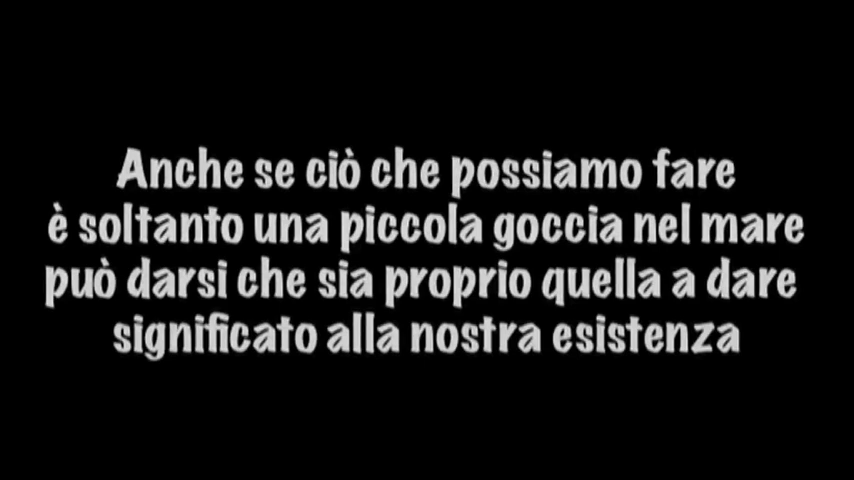 Anche se ciò che possiamo fare
è soltanto una piccola goccia nel mare
può darsi che sia proprio quella a dare
significato alla nostra esistenza